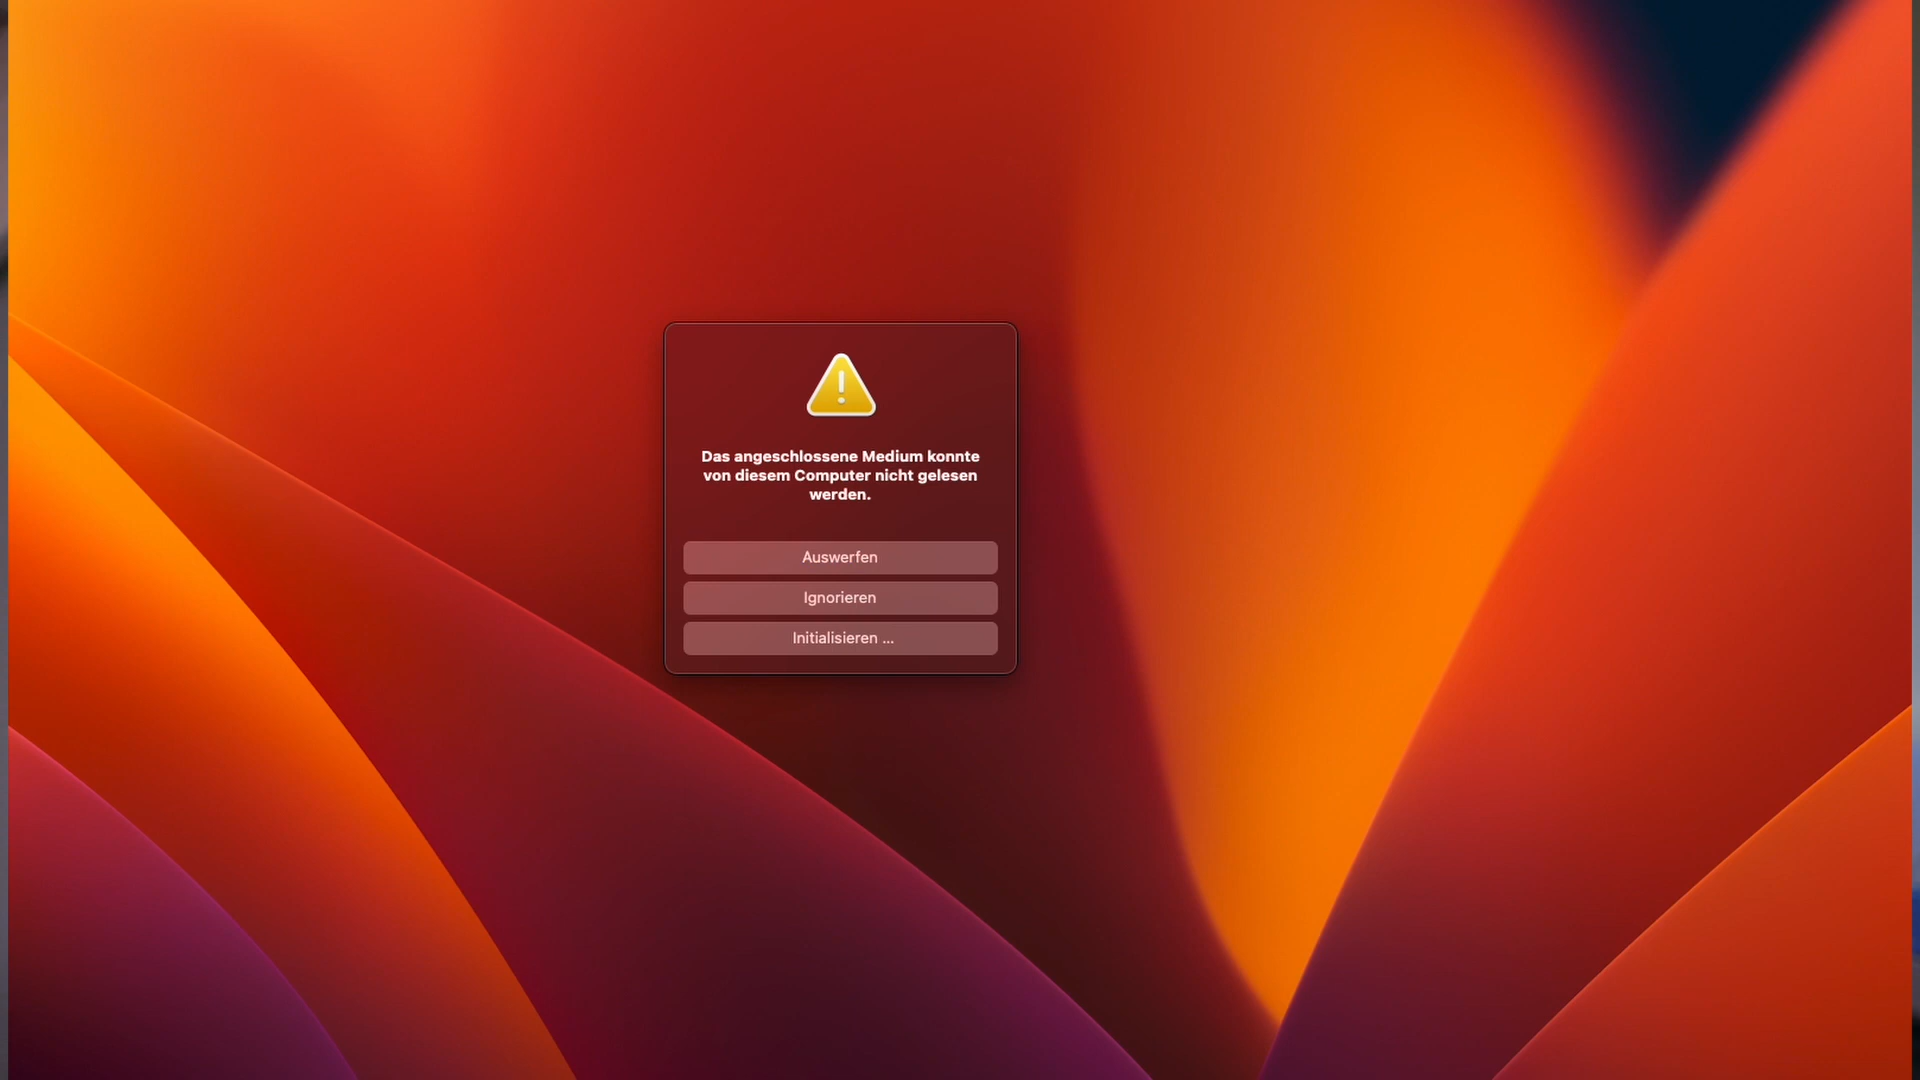 Das angeschlossene Medium konnte
von diesem Computer nicht gelesen
werden.
Auswerfen
Ignorieren
Initialisieren ...